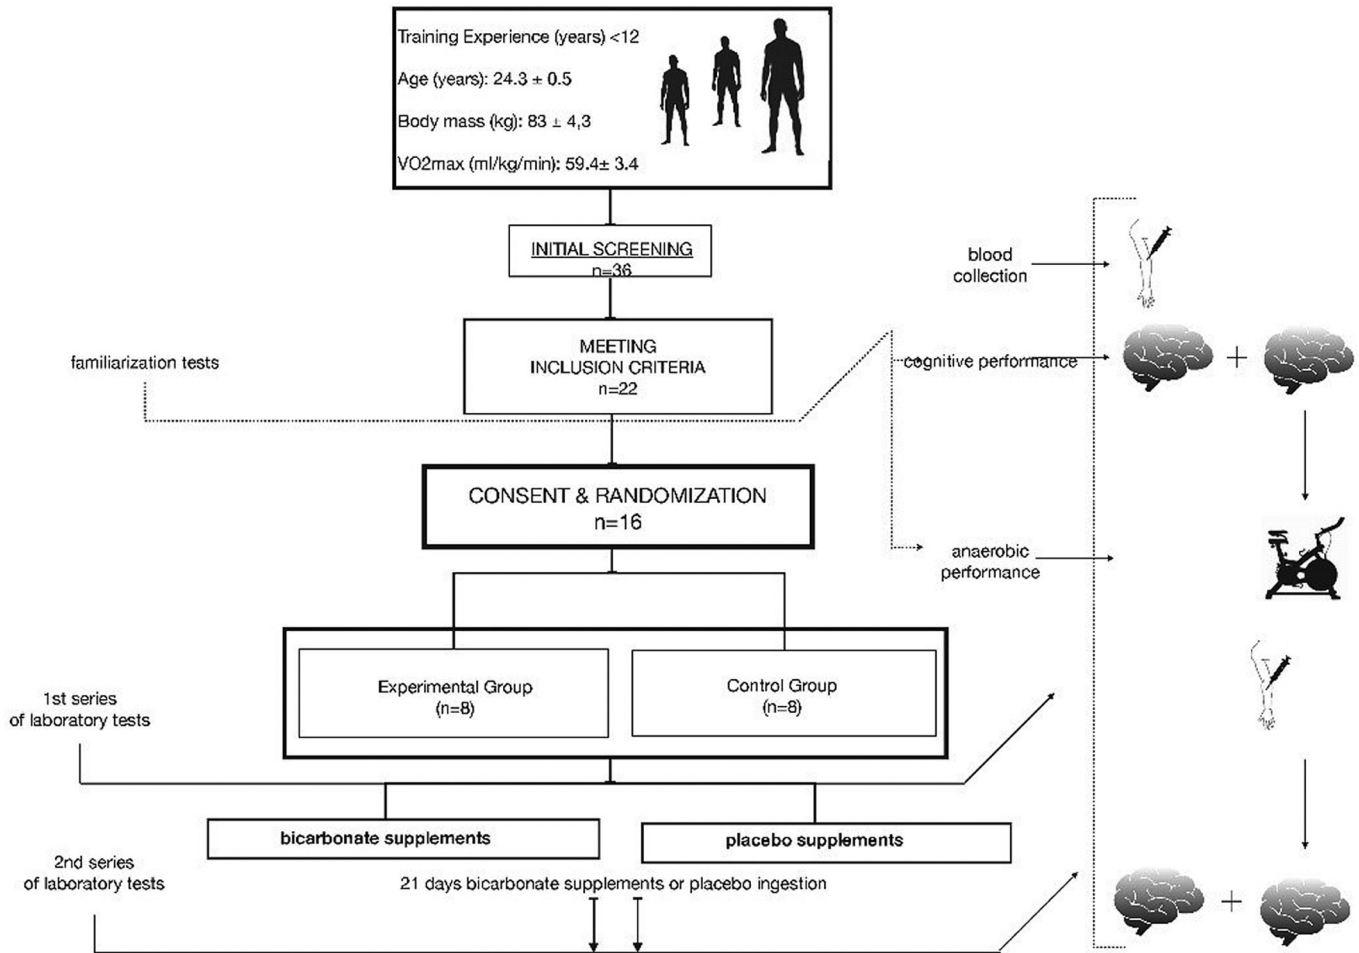 Training Experience (years) <12
Age (years): 24.3 ± 0.5
Body mass (kg): 83 ± 4,3
VO2max (ml/kg/min): 59.4± 3.4
INITIAL SCREENING
n=36
blood
collection
familiarization tests
MEETING
INCLUSION CRITERIA
n=22
cognitive performance
+
CONSENT & RANDOMIZATION
n=16
anaerobic
performance
Experimental Group
(n=8)
Control Group
(n=8)
1st series
of laboratory tests
bicarbonate supplements
placebo supplements
2nd series
of laboratory tests
21 days bicarbonate supplements or placebo ingestion
+